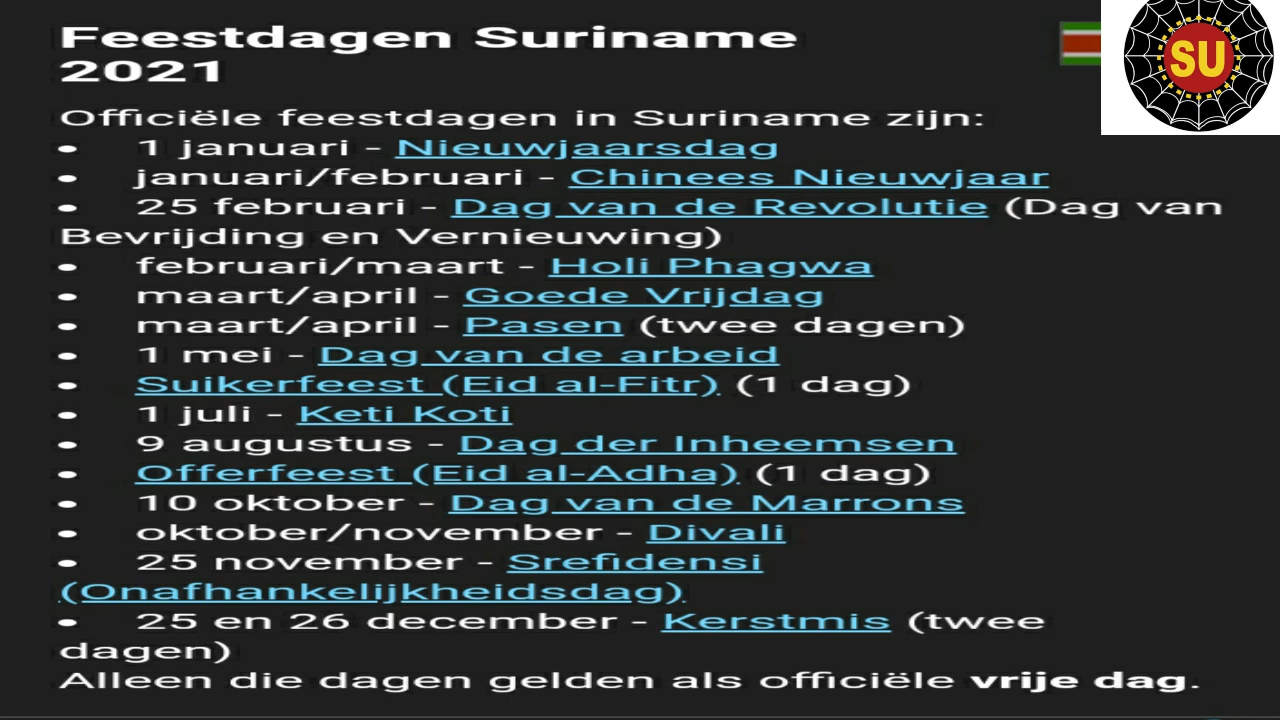 Feestdagen Suriname
2021
SU
Officiële feestdagen in Suriname zijn:
• 1 januari - Nieuwjaarsdag
• januari/februari - Chinees Nieuwjaar
• 25 februari - Dag van de Revolutie (Dag van
Bevrijding en Vernieuwing)
• februari/maart - Holi Phagwa
• maart/april - Goede Vrijdag
• maart/april - Pasen (twee dagen)
• 1 mei - Dag van de arbeid
• Suikerfeest (Eid al-Fitr) (1 dag)
• 1 juli - Keti Koti
• 9 augustus - Dag der Inheemsen
• Offerfeest (Eid al-Adha) (1 dag)
• 10 oktober - Dag van de Marrons
• oktober/november - Divali
• 25 november - Srefidensi
(Onafhankelijkheidsdag)
• 25 en 26 december - Kerstmis (twee
dagen)
Alleen die dagen gelden als officiële vrije dag.